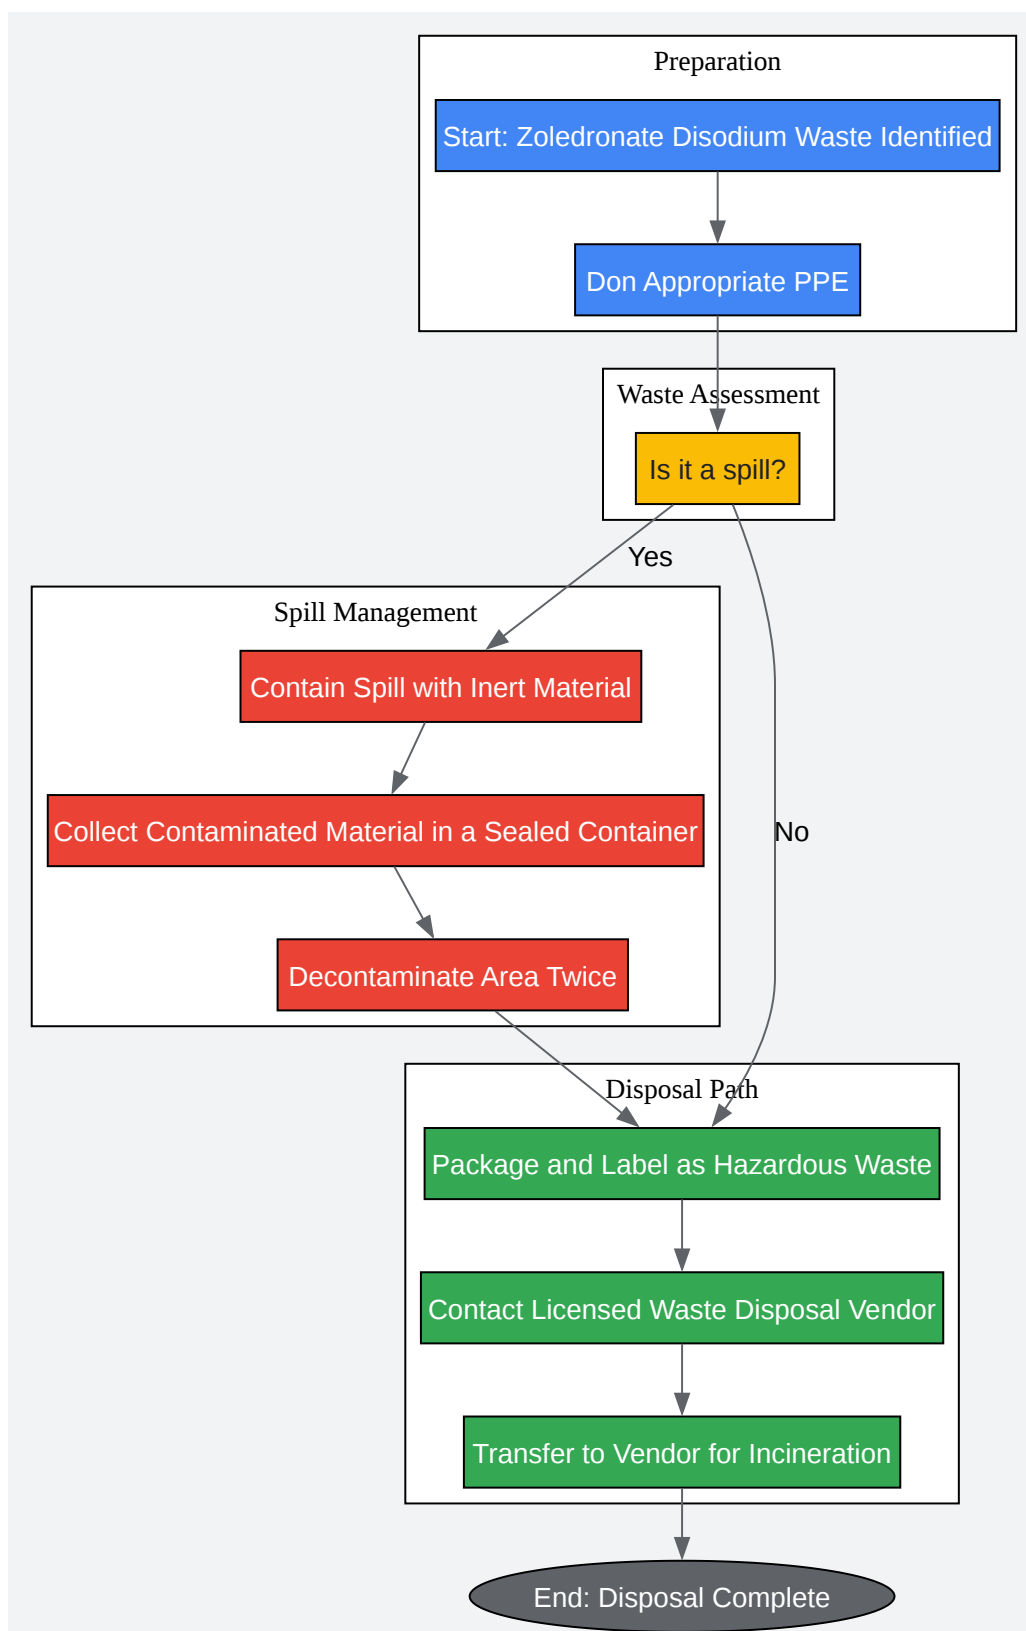 Preparation
Start: Zoledronate Disodium Waste Identified
Don Appropriate PPE
Waste Assessment
Is it a spill?
Yes
Spill Management
Contain Spill with Inert Material
Collect Contaminated Material in a Sealed Container
No
Decontaminate Area Twice
Disposal Path
Package and Label as Hazardous Waste
Contact Licensed Waste Disposal Vendor
Transfer to Vendor for Incineration
End: Disposal Complete